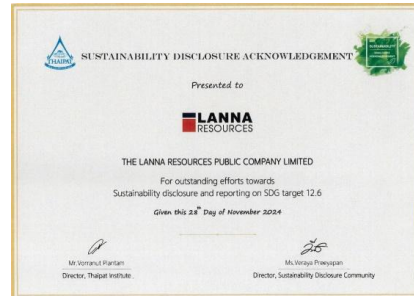 THAIPAT
SUSTAINABILITY DISCLOSURE ACKNOWLEDGEMENT
SUSTAINABILITY
Presented to
LANNA
RESOURCES
THE LANNA RESOURCES PUBLIC COMPANY LIMITED
For outstanding efforts towards
Sustainability disclosure and reporting on SDG target 12.6
Given this 28th Day of November 2024
Mr.Vorranut Piantam
Director, Thaipat Institute
Ms.Veraya Preeyapan
Director, Sustainability Disclosure Community